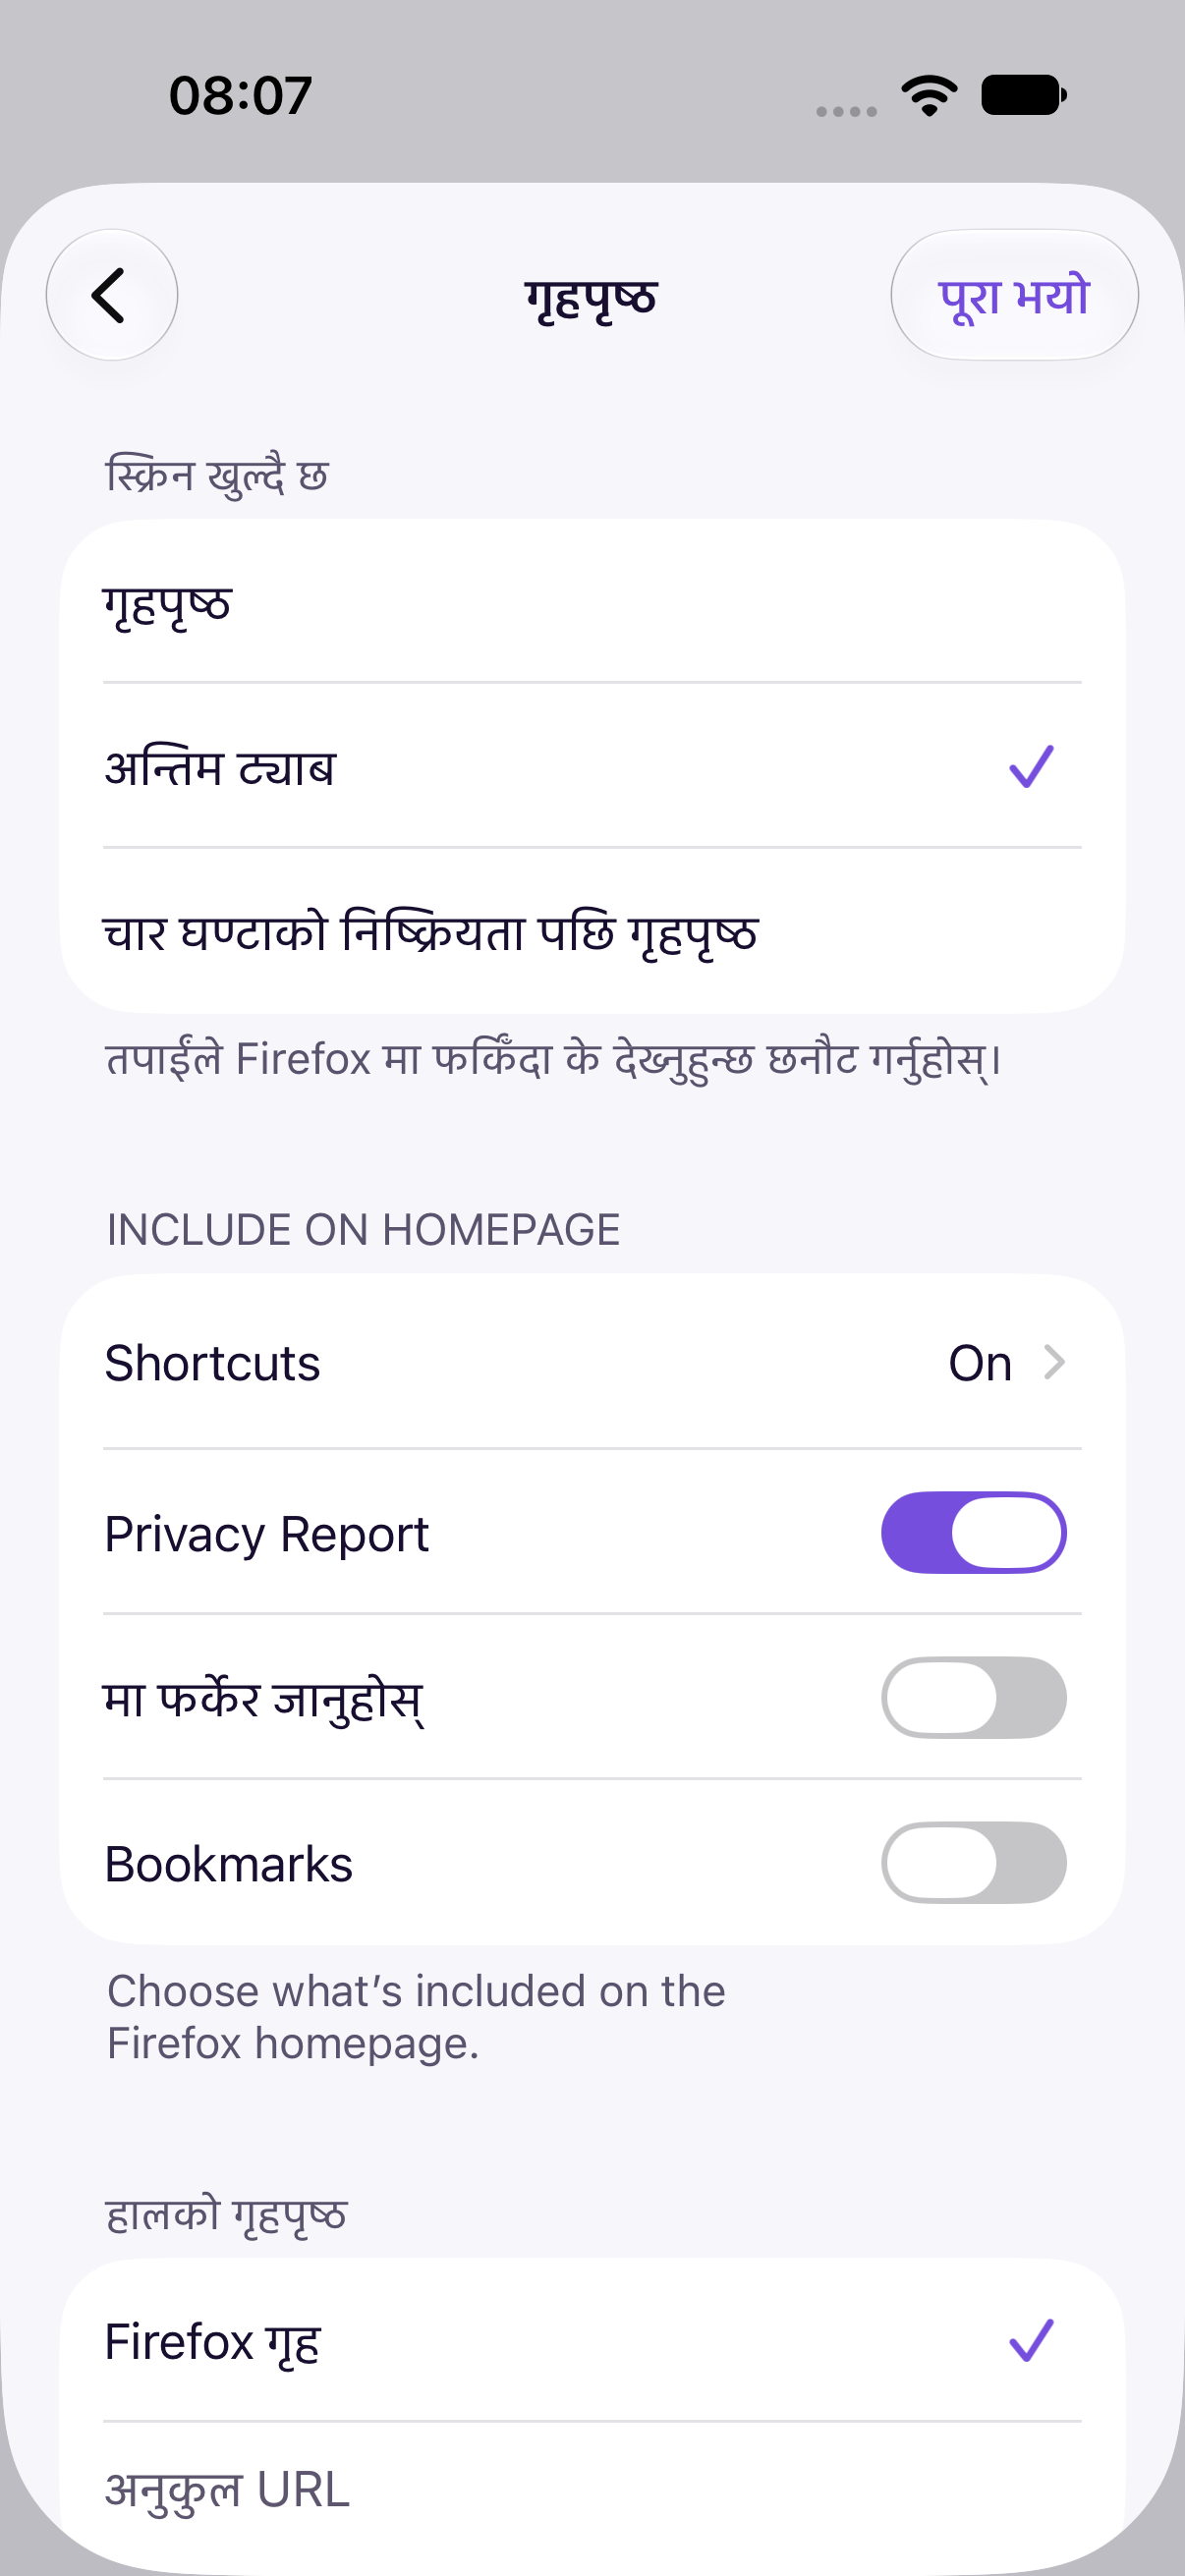 08:07
गृहपृष्ठ
पूरा भयो
स्क्रिन खुल्दै छ
गृहपृष्ठ
अन्तिम ट्याब
चार घण्टाको निष्क्रियता पछि गृहपृष्ठ
तपाईंले Firefox मा फर्किँदा के देख्नुहुन्छ छनौट गर्नुहोस्।
INCLUDE ON HOMEPAGE
Shortcuts On
Privacy Report
मा फर्केर जानुहोस्
Bookmarks
Choose what’s included on the
Firefox homepage.
हालको गृहपृष्ठ
Firefox गृह
अनुकुल URL